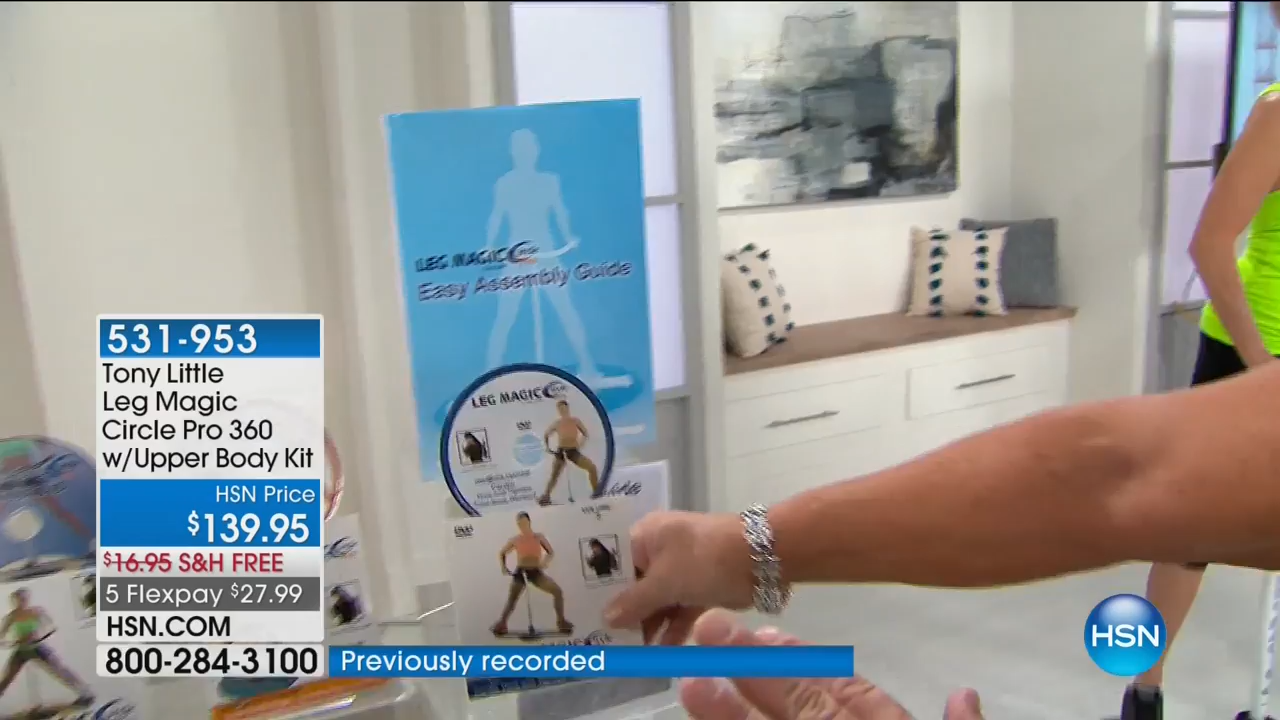 LEG MAGIC
Easy Assembly Guide
LEG MAGIC
DVD
DVD
531-953
Tony Little
Leg Magic
Circle Pro 360
w/Upper Body Kit
HSN Price
$139.95
$16.95 S&H FREE
5 Flexpay $27.99
HSN.COM
800-284-3100
Previously recorded
HSN